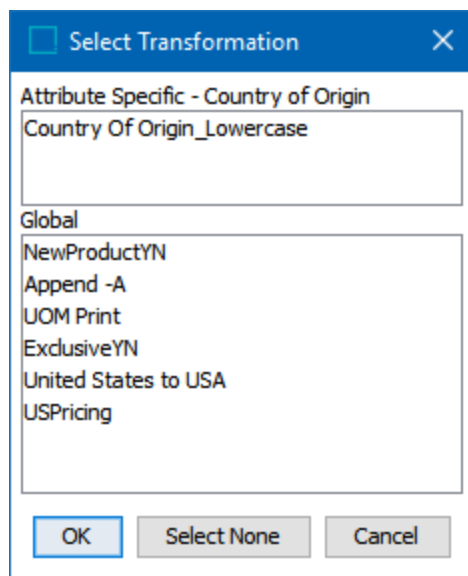 Select Transformation
Attribute Specific - Country of Origin
Country Of Origin_Lowercase
Global
NewProductYN
Append -A
UOM Print
ExclusiveYN
United States to USA
USPricing
OK Select None Cancel